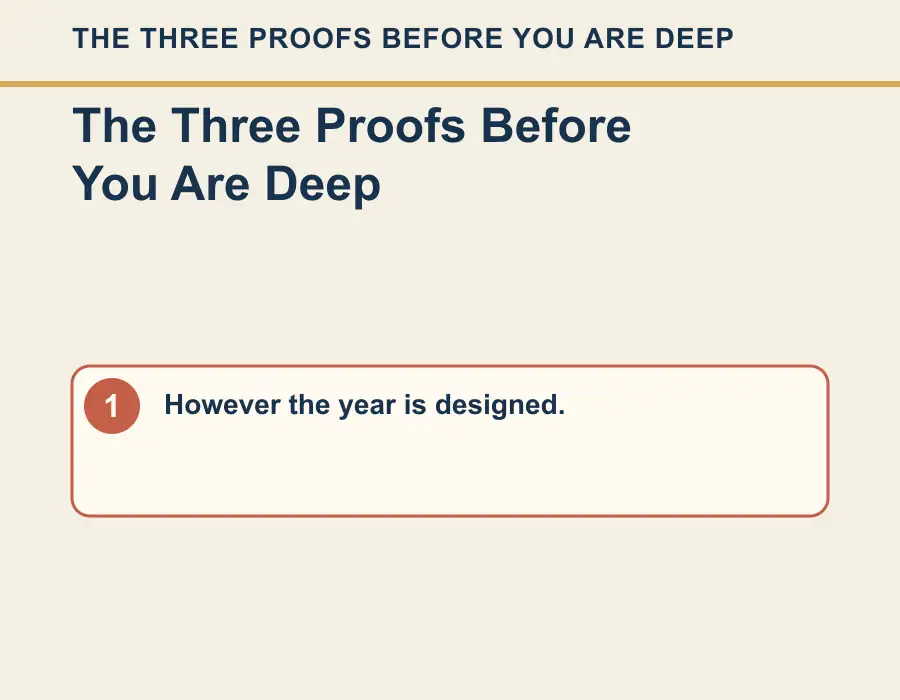 THE THREE PROOFS BEFORE YOU ARE DEEP
The Three Proofs Before
You Are Deep
1
However the year is designed.